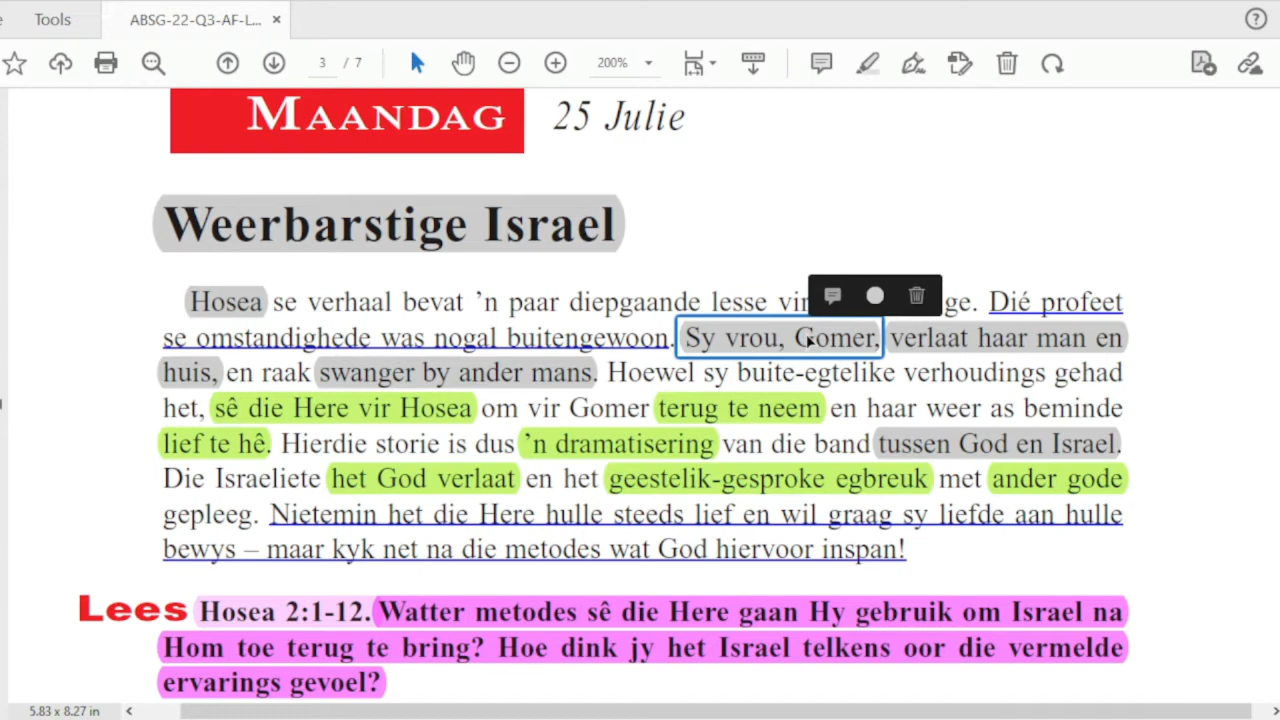 Tools
ABSG-22-Q3-AF-L... ×
3 / 7
200%
MAANDAG 25 Julie
Weerbarstige Israel
Hosea se verhaal bevat ’n paar diepgaande lesse vir ge. Dié profeet
se omstandighede was nogal buitengewoon. Sy vrou, Gomer, verlaat haar man en
huis, en raak swanger by ander mans. Hoewel sy buite-egtelike verhoudings gehad
het, sê die Here vir Hosea om vir Gomer terug te neem en haar weer as beminde
lief te hê. Hierdie storie is dus ’n dramatisering van die band tussen God en Israel.
Die Israeliete het God verlaat en het geestelik-gesproke egbreuk met ander gode
gepleeg. Nietemin het die Here hulle steeds lief en wil graag sy liefde aan hulle
bewys – maar kyk net na die metodes wat God hiervoor inspan!
Lees Hosea 2:1-12. Watter metodes sê die Here gaan Hy gebruik om Israel na
Hom toe terug te bring? Hoe dink jy het Israel telkens oor die vermelde
ervarings gevoel?
5.83 x 8.27 in